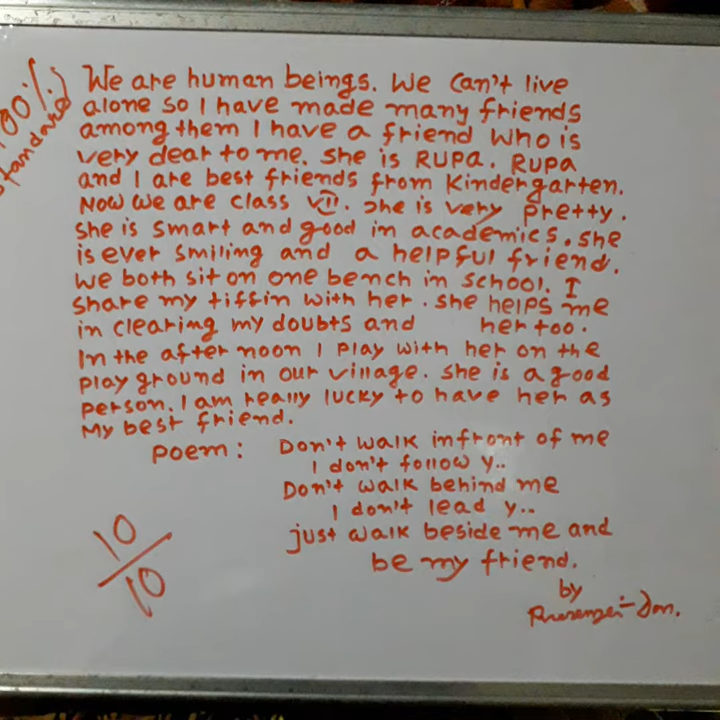 100%
Standard
We are human beings. We can't live
alone so I have made many friends
among them I have a friend who is
very dear to me. She is RUPA. RUPA
and I are best friends from Kindergarten.
Now we are class VII. She is very pretty.
She is smart and good in academics. She
is ever smiling and a helpful friend.
We both sit on one bench in school. I
share my tiffin with her. She helps me
in clearing my doubts and her too.
In the after noon I play with her on the
play ground in our village. She is a good
person. I am really lucky to have her as
My best friend.
Poem: Don't walk infront of me
I don't follow y..
Don't walk behind me
I don't lead y..
just walk beside me and
be my friend.
by
10/10